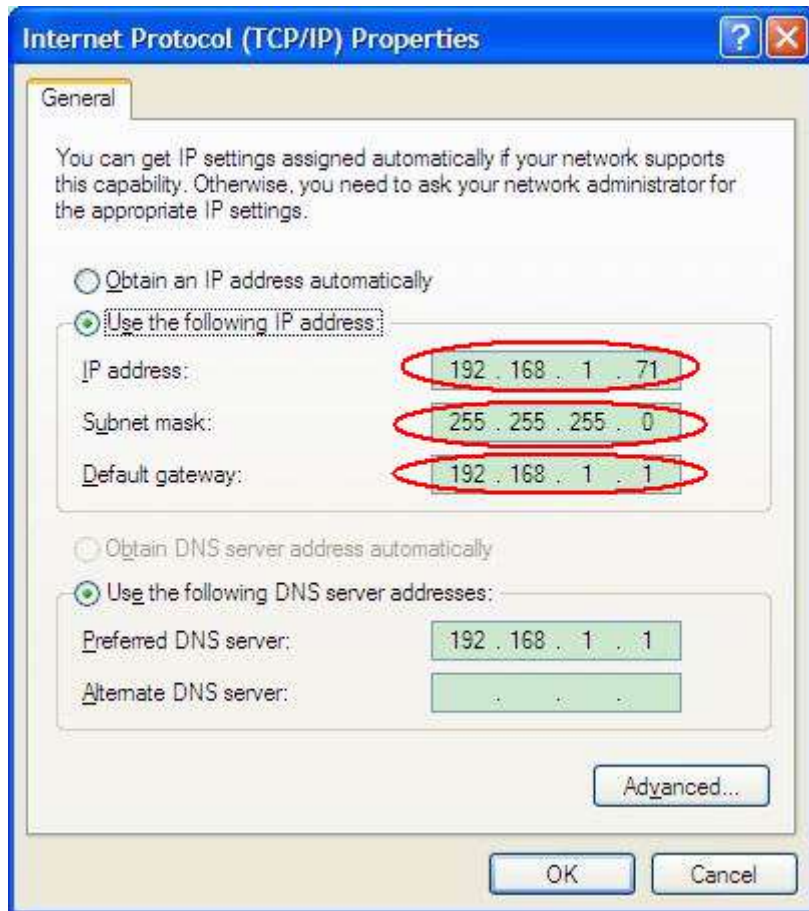 Internet Protocol (TCP/IP) Properties
General
You can get IP settings assigned automatically if your network supports
this capability. Otherwise, you need to ask your network administrator for
the appropriate IP settings.
Obtain an IP address automatically
Use the following IP address:
IP address: 192 . 168 . 1 . 71
Subnet mask: 255 . 255 . 255 . 0
Default gateway: 192 . 168 . 1 . 1
Obtain DNS server address automatically
Use the following DNS server addresses:
Preferred DNS server: 192 . 168 . 1 . 1
Alternate DNS server: . . .
Advanced...
OK Cancel